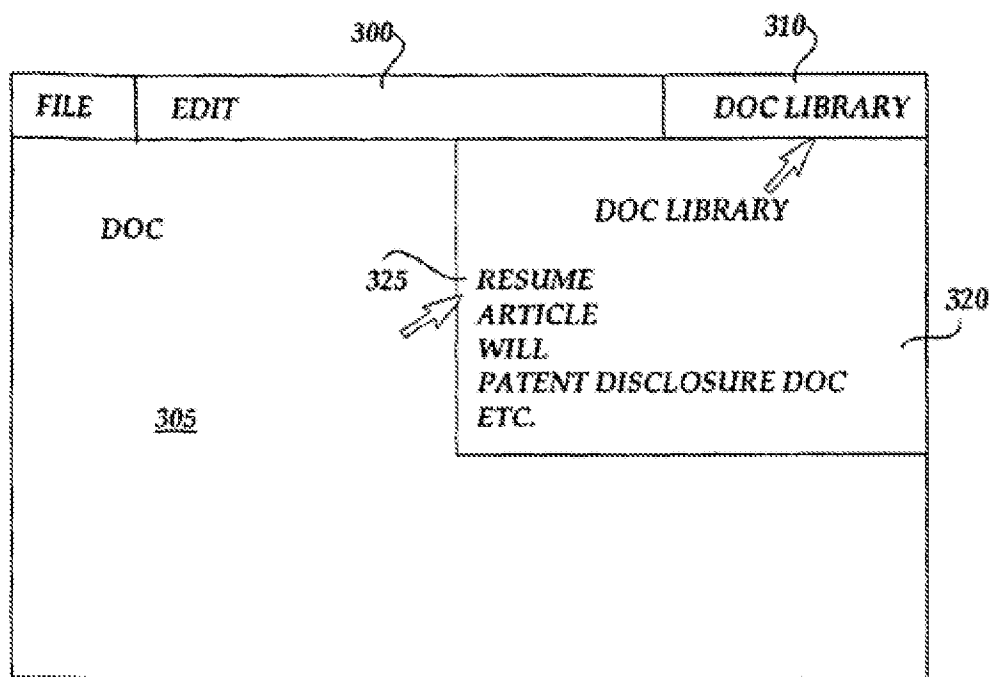 300
310
FILE EDIT DOC LIBRARY
DOC LIBRARY
DOC
325
RESUME
ARTICLE
WILL
PATENT DISCLOSURE DOC
ETC.
320
305